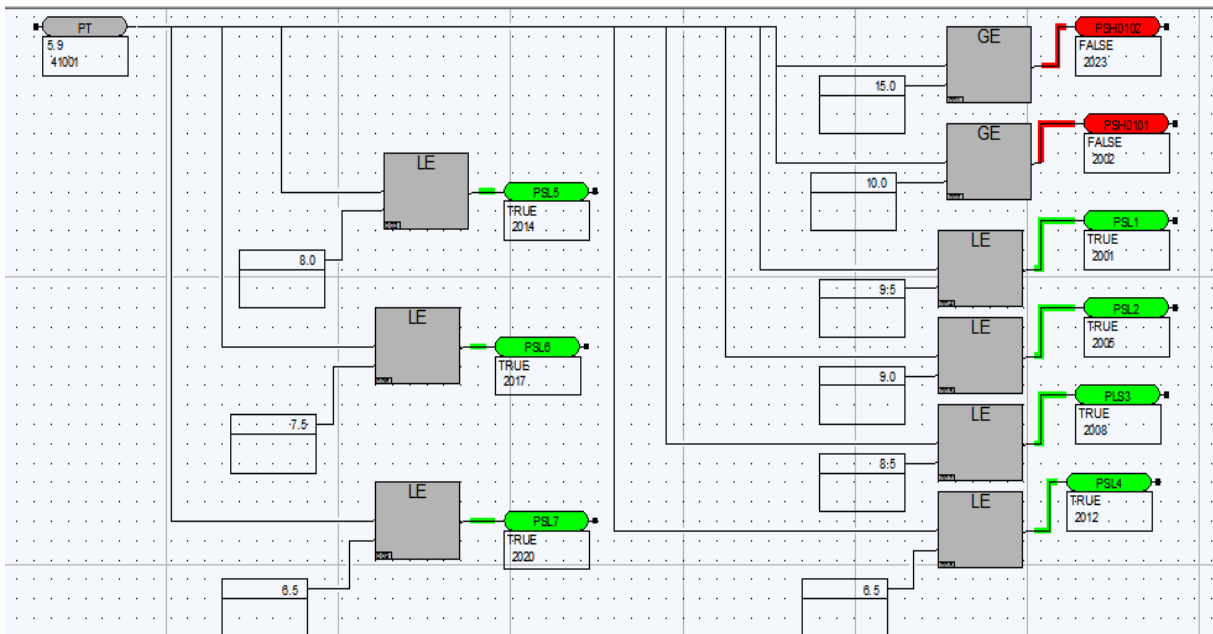 PT
5.9
41001
GE
PSH0102
FALSE
2023
15.0
GE
PSH0101
FALSE
2002
10.0
LE
PSL5
TRUE
2014
8.0
LE
PSL1
TRUE
2001
9.5
LE
PSL6
TRUE
2017
7.5
LE
PSL2
TRUE
2005
9.0
LE
PLS3
TRUE
2008
8.5
LE
PSL7
TRUE
2020
6.5
LE
PSL4
TRUE
2012
6.5